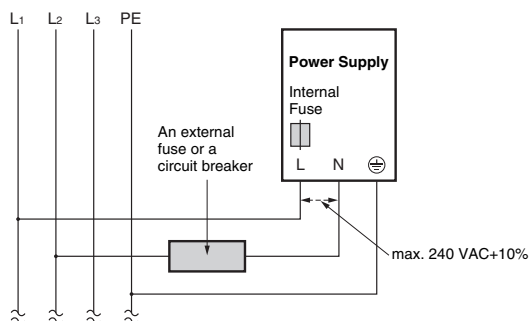 L1 L2 L3 PE
Power Supply
Internal
Fuse
An external
fuse or a
circuit breaker
L N
max. 240 VAC+10%